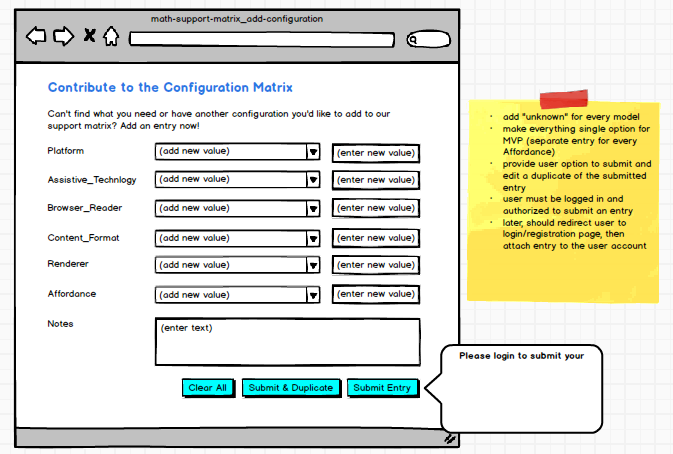 math-support-matrix_add-configuration
Contribute to the Configuration Matrix
Can't find what you need or have another configuration you'd like to add to our
support matrix? Add an entry now!
Platform (add new value) (enter new value)
Assistive_Technlogy (add new value) (enter new value)
Browser_Reader (add new value) (enter new value)
Content_Format (add new value) (enter new value)
Renderer (add new value) (enter new value)
Affordance (add new value) (enter new value)
Notes (enter text)
Clear All Submit & Duplicate Submit Entry
· add "unknown" for every model
· make everything single option for
MVP (separate entry for every
Affordance)
· provide user option to submit and
edit a duplicate of the submitted
entry
· user must be logged in and
authorized to submit an entry
· later, should redirect user to
login/registration page, then
attach entry to the user account
Please login to submit your